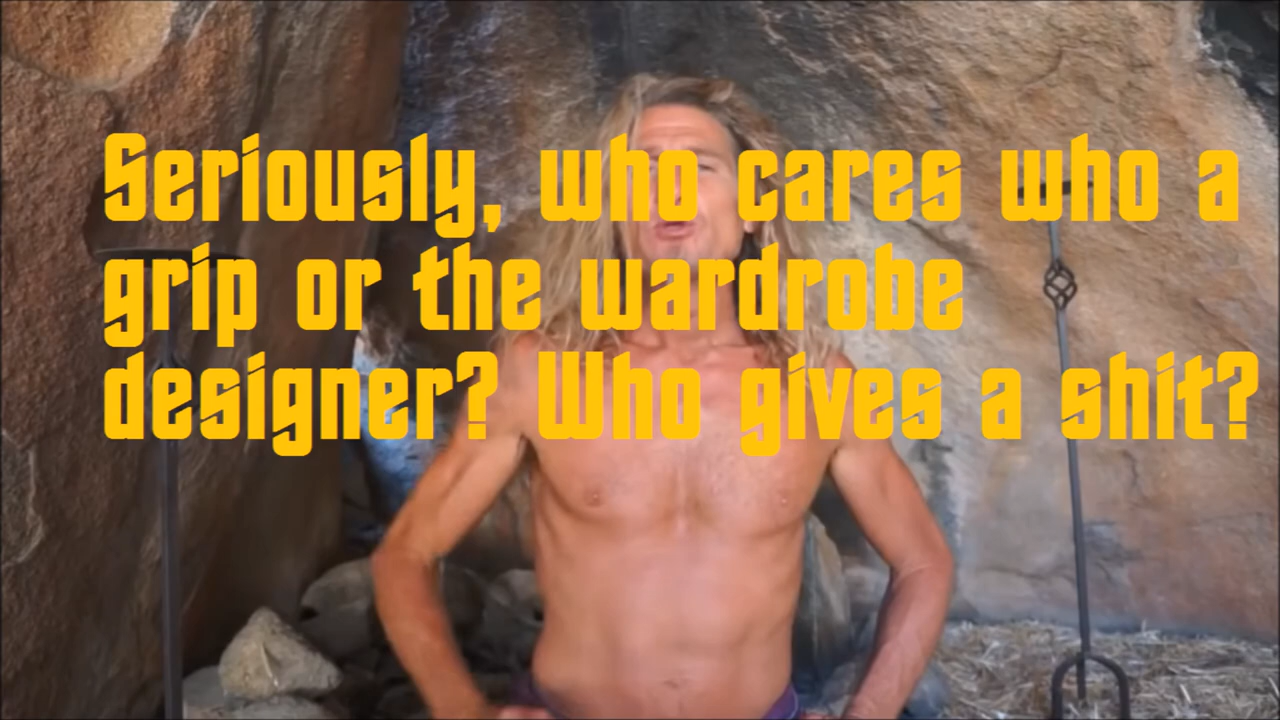 Seriously, who cares who a
grip or the wardrobe
designer? Who gives a shit?